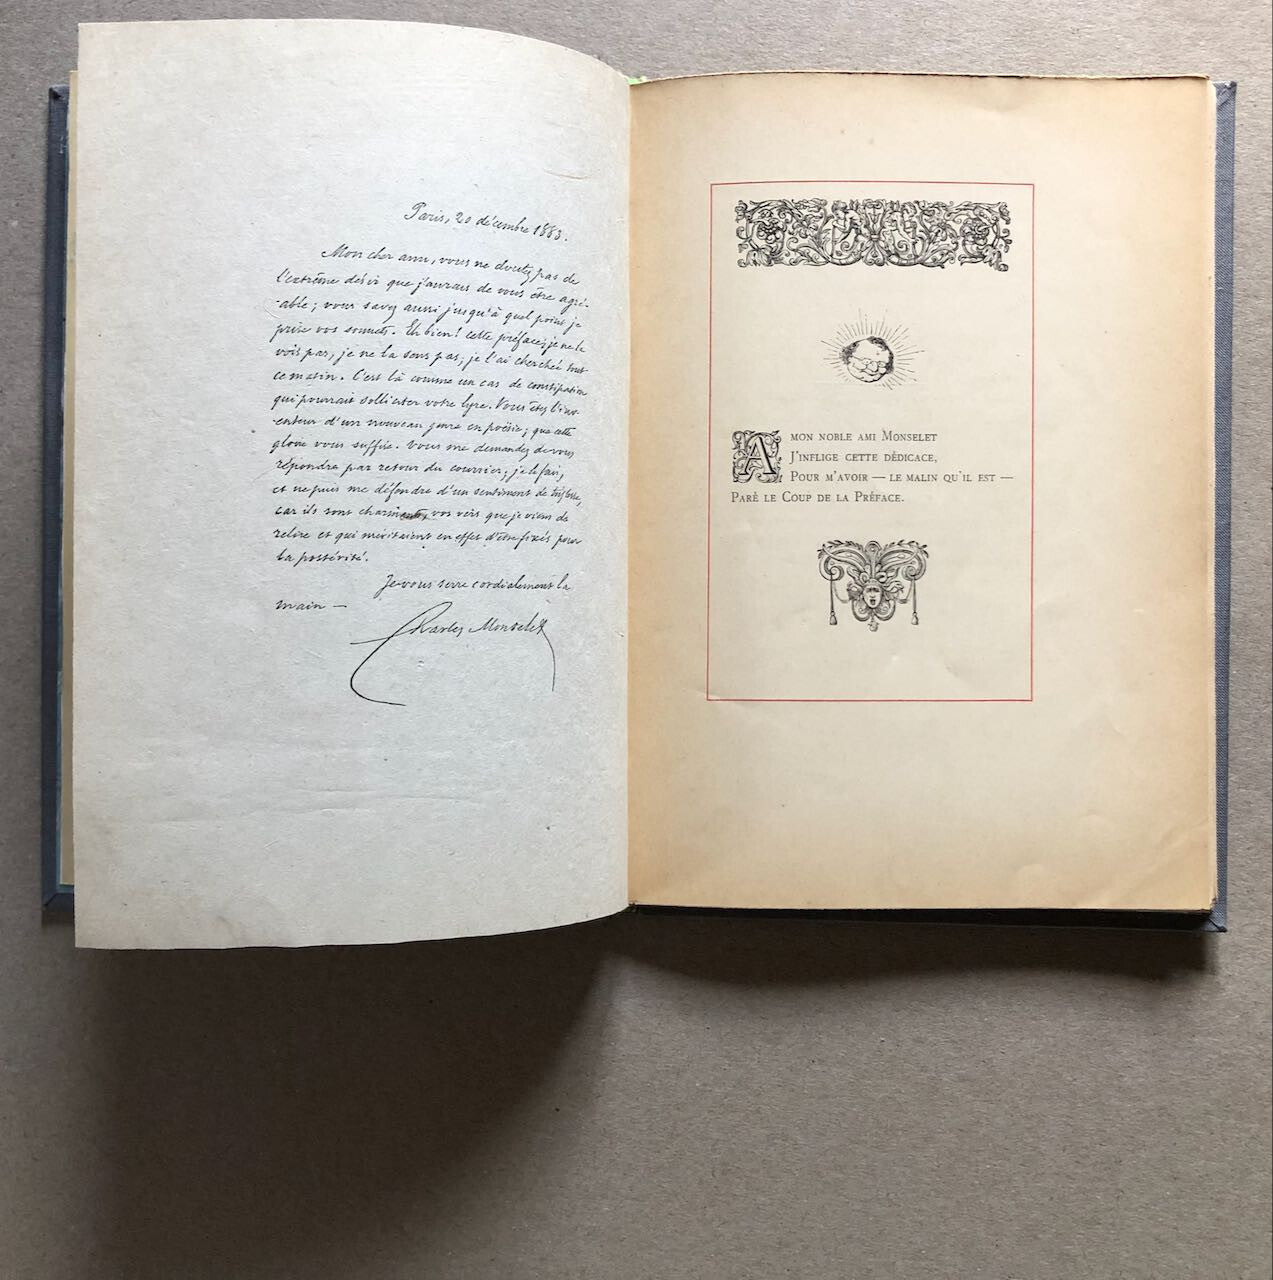 Paris, 20 décembre 1883.
Mon cher ami, vous ne doutez pas de
l'extrême désir que j'aurais de vous être agré-
-able; vous savez aussi jusqu'à quel point je
prise vos sonnets. Eh bien! cette préface, je ne la
vois pas, je ne la sens pas; je l'ai cherchée tout
ce matin. C'est là comme un cas de constipation
qui pourrait solliciter votre lyre. Vous êtes l'inv-
enteur d'un nouveau genre en poésie; que cette
gloire vous suffise. Vous me demandez de vous
répondre par retour du courrier; je le fais,
et ne puis me défendre d'un sentiment de tristesse,
car ils sont charmants, vos vers que je viens de
relire et qui méritaient en effet d'être fixés pour
la postérité.
Je vous serre cordialement la
main —
Charles Monselet
A MON NOBLE AMI MONSELET
J'INFLIGE CETTE DÉDICACE,
POUR M'AVOIR — LE MALIN QU'IL EST —
PARÉ LE COUP DE LA PRÉFACE.